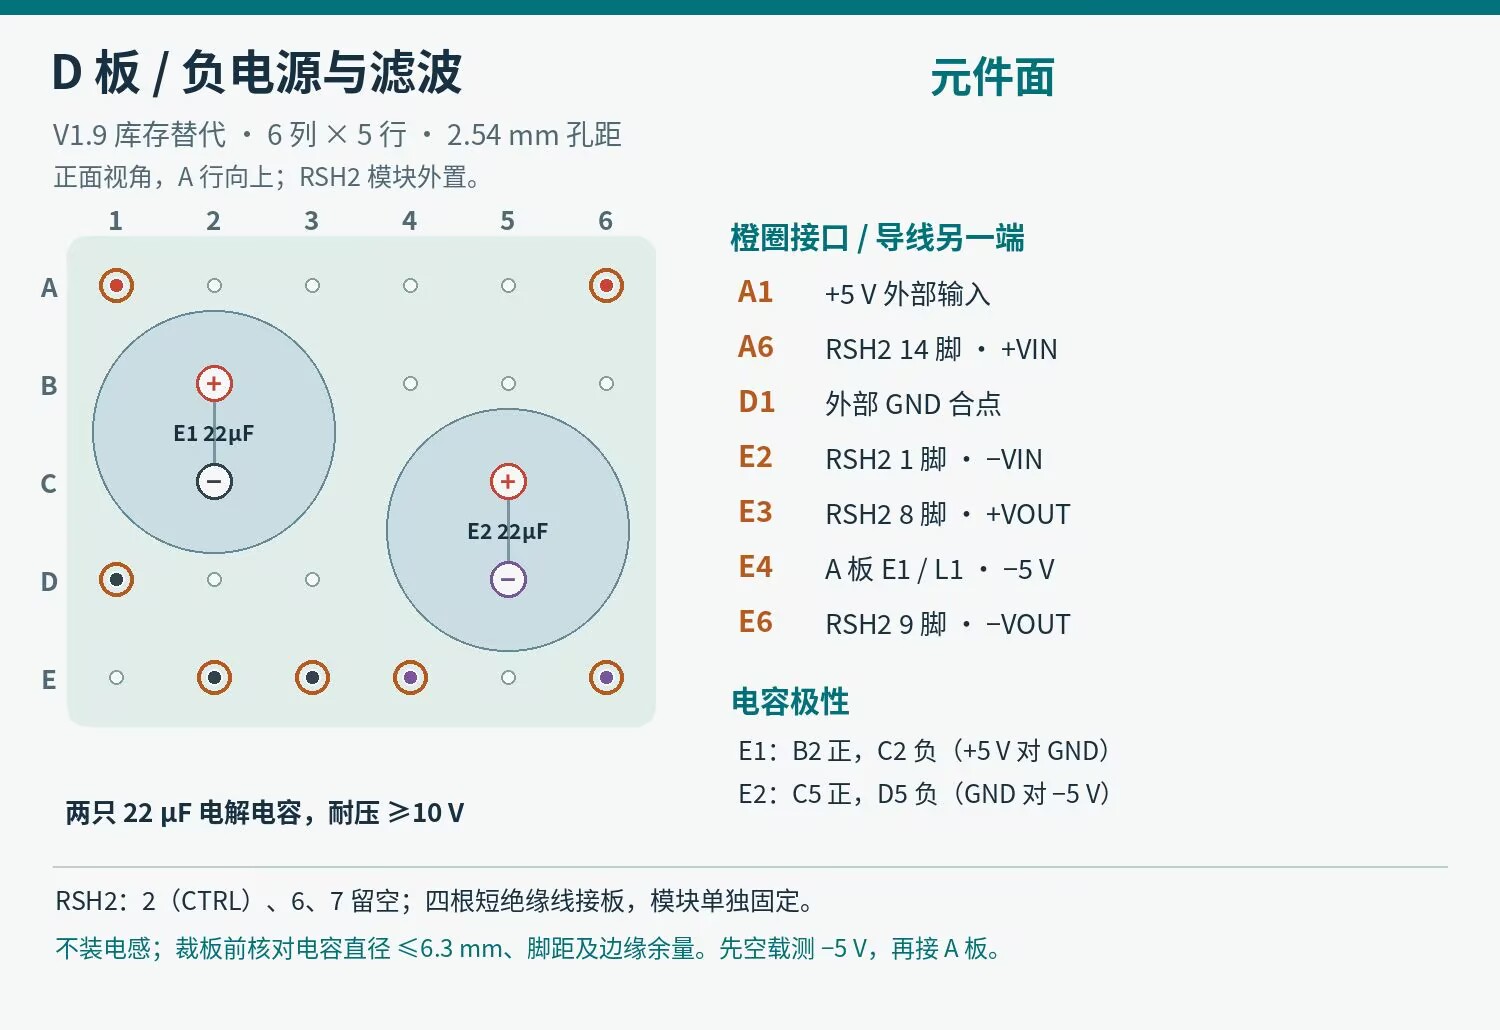 D 板 / 负电源与滤波
元件面
V1.9 库存替代 · 6 列 × 5 行 · 2.54 mm 孔距
正面视角，A 行向上；RSH2 模块外置。
1 2 3 4 5 6
A
B
+
E1 22µF
C
−
+
E2 22µF
D
−
E
两只 22 µF 电解电容，耐压 ≥10 V
橙圈接口 / 导线另一端
A1 +5 V 外部输入
A6 RSH2 14 脚 · +VIN
D1 外部 GND 合点
E2 RSH2 1 脚 · −VIN
E3 RSH2 8 脚 · +VOUT
E4 A 板 E1 / L1 · −5 V
E6 RSH2 9 脚 · −VOUT
电容极性
E1：B2 正，C2 负（+5 V 对 GND）
E2：C5 正，D5 负（GND 对 −5 V）
RSH2：2（CTRL）、6、7 留空；四根短绝缘线接板，模块单独固定。
不装电感；裁板前核对电容直径 ≤6.3 mm、脚距及边缘余量。先空载测 −5 V，再接 A 板。